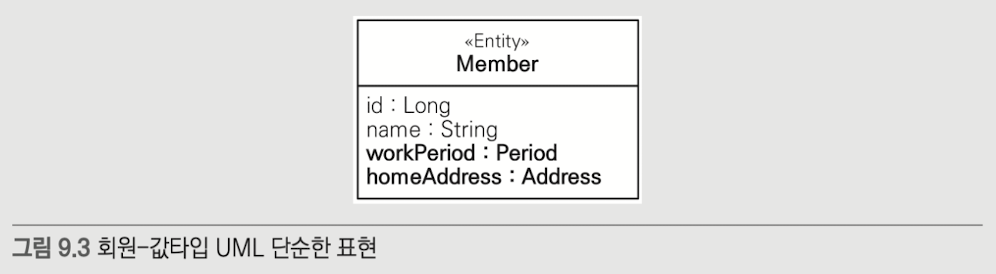 «Entity»
Member
id : Long
name : String
workPeriod : Period
homeAddress : Address
그림 9.3 회원-값타입 UML 단순한 표현